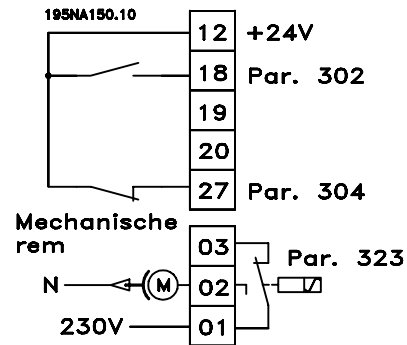 195NA150.10
12 +24V
18 Par. 302
19
20
27 Par. 304
Mechanische
rem
03
Par. 323
N M 02
230V 01